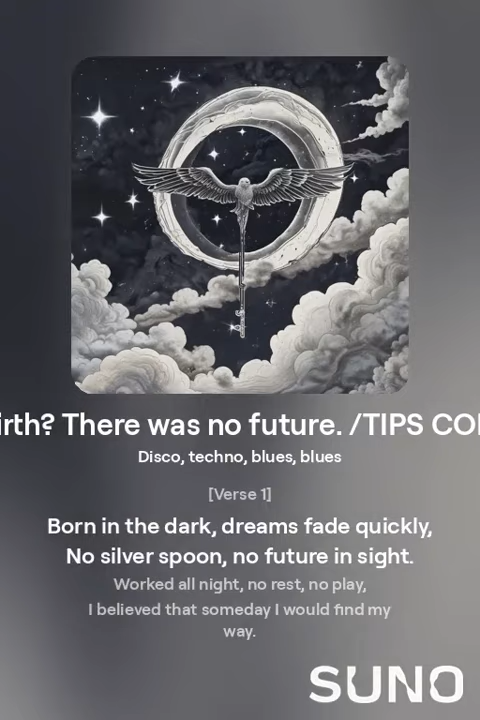 There was no future. /TIPS
Disco, techno, blues, blues
[Verse 1]
Born in the dark, dreams fade quickly,
No silver spoon, no future in sight.
Worked all night, no rest, no play,
I believed that someday I would find my
way.
SUNO